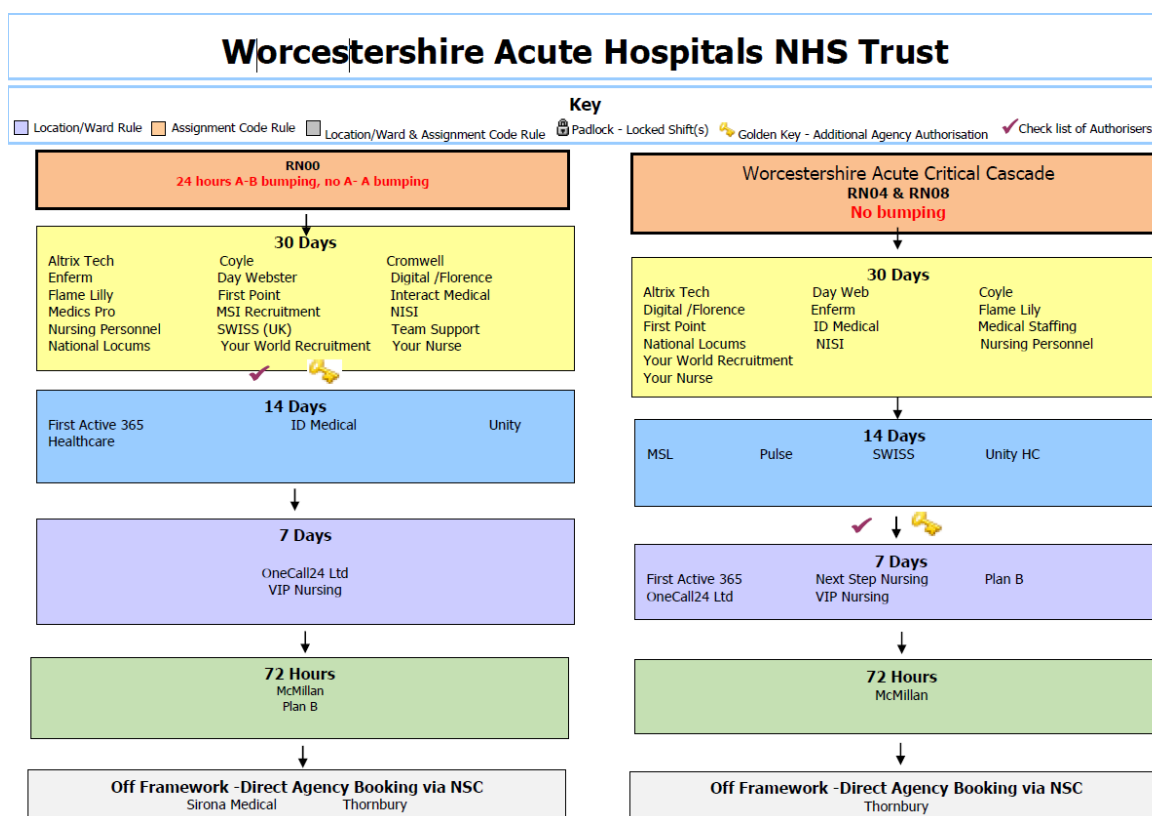 Worcestershire Acute Hospitals NHS Trust
Key
Location/Ward Rule Assignment Code Rule Location/Ward & Assignment Code Rule Padlock - Locked Shift(s) Golden Key - Additional Agency Authorisation Check list of Authorisers
RN00
24 hours A-B bumping, no A- A bumping
30 Days
Altrix Tech Coyle Cromwell
Enferm Day Webster Digital /Florence
Flame Lilly First Point Interact Medical
Medics Pro MSI Recruitment NISI
Nursing Personnel SWISS (UK) Team Support
National Locums Your World Recruitment Your Nurse
14 Days
First Active 365 ID Medical Unity
Healthcare
7 Days
OneCall24 Ltd
VIP Nursing
72 Hours
McMillan
Plan B
Off Framework -Direct Agency Booking via NSC
Sirona Medical Thornbury
Worcestershire Acute Critical Cascade
RN04 & RN08
No bumping
30 Days
Altrix Tech Day Web Coyle
Digital /Florence Enferm Flame Lily
First Point ID Medical Medical Staffing
National Locums NISI Nursing Personnel
Your World Recruitment
Your Nurse
14 Days
MSL Pulse SWISS Unity HC
7 Days
First Active 365 Next Step Nursing Plan B
OneCall24 Ltd VIP Nursing
72 Hours
McMillan
Off Framework -Direct Agency Booking via NSC
Thornbury